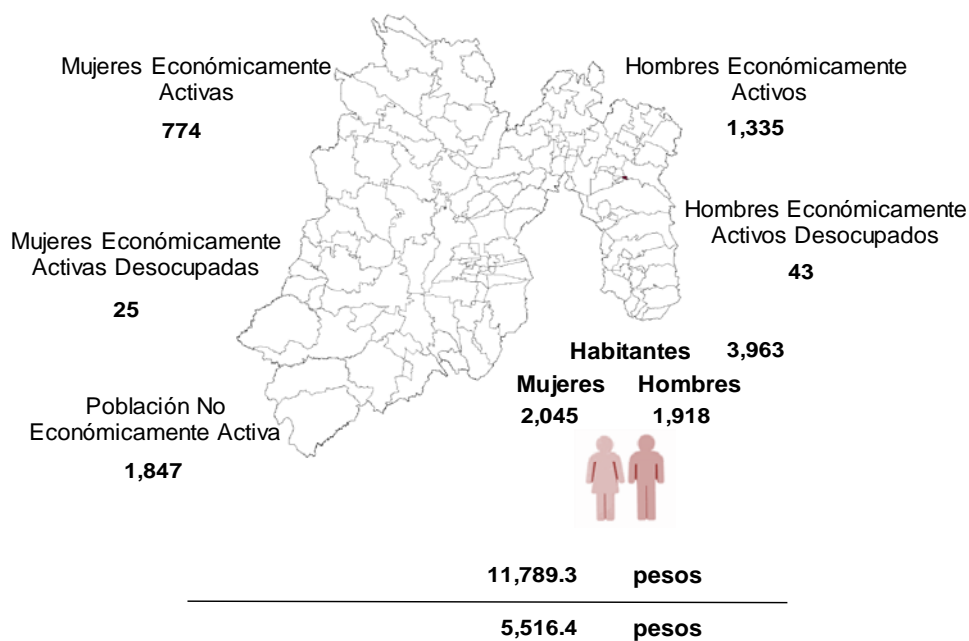 Mujeres Económicamente
Activas
774
Hombres Económicamente
Activos
1,335
Mujeres Económicamente
Activas Desocupadas
25
Hombres Económicamente
Activos Desocupados
43
Población No
Económicamente Activa
1,847
Habitantes 3,963
Mujeres Hombres
2,045 1,918
11,789.3 pesos
5,516.4 pesos